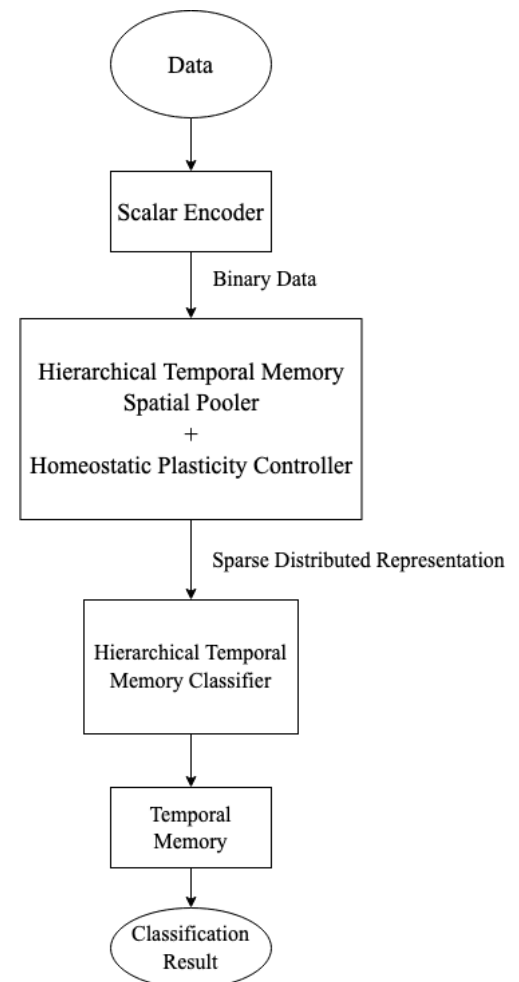 Data
Scalar Encoder
Binary Data
Hierarchical Temporal Memory
Spatial Pooler
+
Homeostatic Plasticity Controller
Sparse Distributed Representation
Hierarchical Temporal
Memory Classifier
Temporal
Memory
Classification
Result